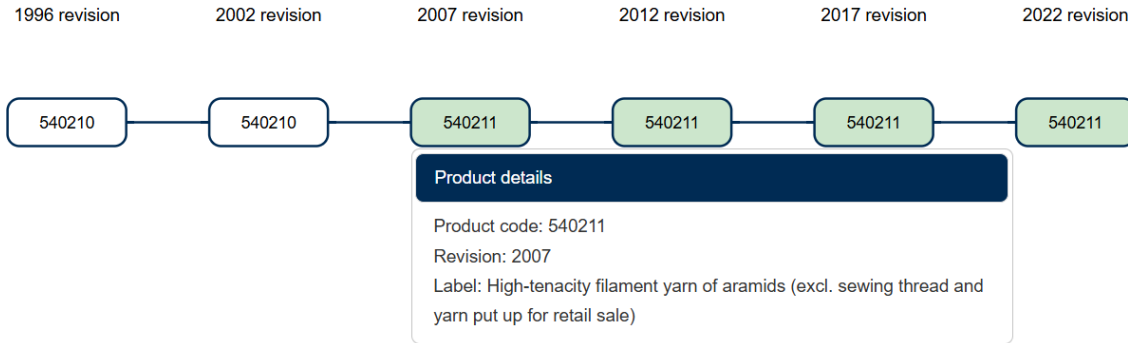 1996 revision 2002 revision 2007 revision 2012 revision 2017 revision 2022 revision
540210 540210 540211 540211 540211 540211
Product details
Product code: 540211
Revision: 2007
Label: High-tenacity filament yarn of aramids (excl. sewing thread and
yarn put up for retail sale)